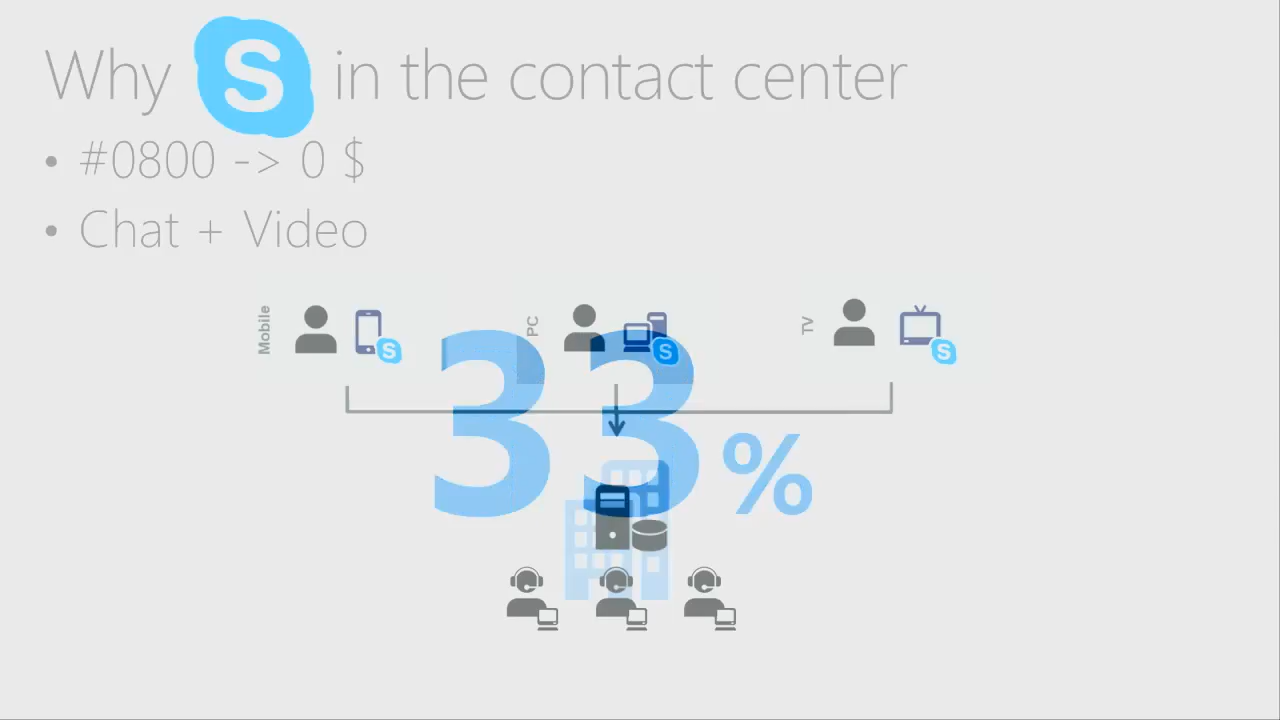 Why S in the contact center
• #0800 -> 0 $
• Chat + Video
Mobile
S
PC
S
TV
S
33%